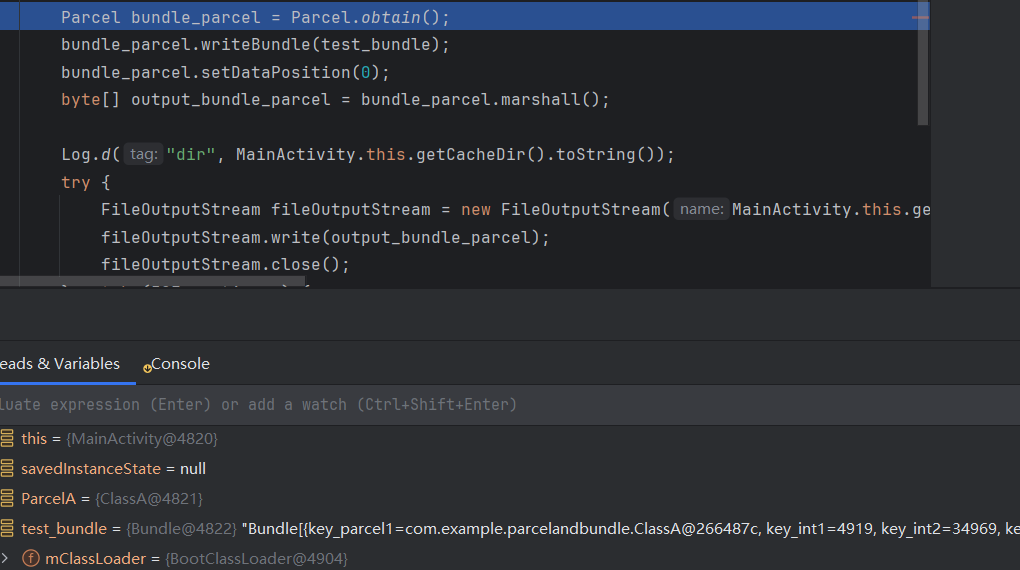 Parcel bundle_parcel = Parcel.obtain();
bundle_parcel.writeBundle(test_bundle);
bundle_parcel.setDataPosition(0);
byte[] output_bundle_parcel = bundle_parcel.marshall();
Log.d( tag: "dir", MainActivity.this.getCacheDir().toString());
try {
FileOutputStream fileOutputStream = new FileOutputStream( name: MainActivity.this.ge
fileOutputStream.write(output_bundle_parcel);
fileOutputStream.close();
eads & Variables Console
luate expression (Enter) or add a watch (Ctrl+Shift+Enter)
this = {MainActivity@4820}
savedInstanceState = null
ParcelA = {ClassA@4821}
test_bundle = {Bundle@4822} "Bundle[{key_parcel1=com.example.parcelandbundle.ClassA@266487c, key_int1=4919, key_int2=34969, ke
f mClassLoader = {BootClassLoader@4904}